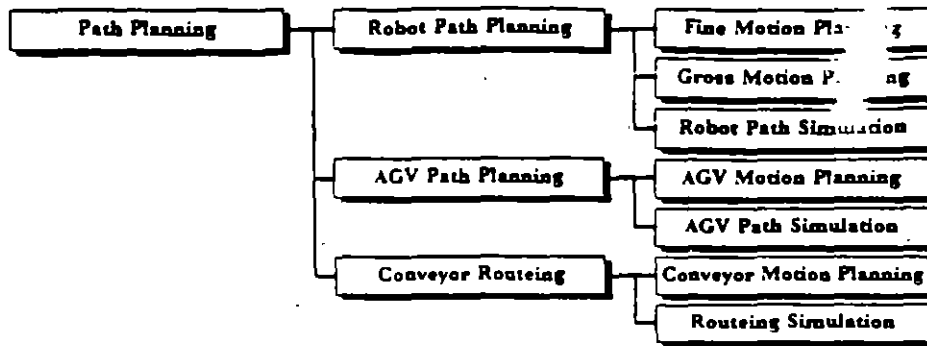 Path Planning
Robot Path Planning
Fine Motion
Gross Motion
Robot Path Simulation
AGV Path Planning
AGV Motion Planning
AGV Path Simulation
Conveyor Routeing
Conveyor Motion Planning
Routeing Simulation